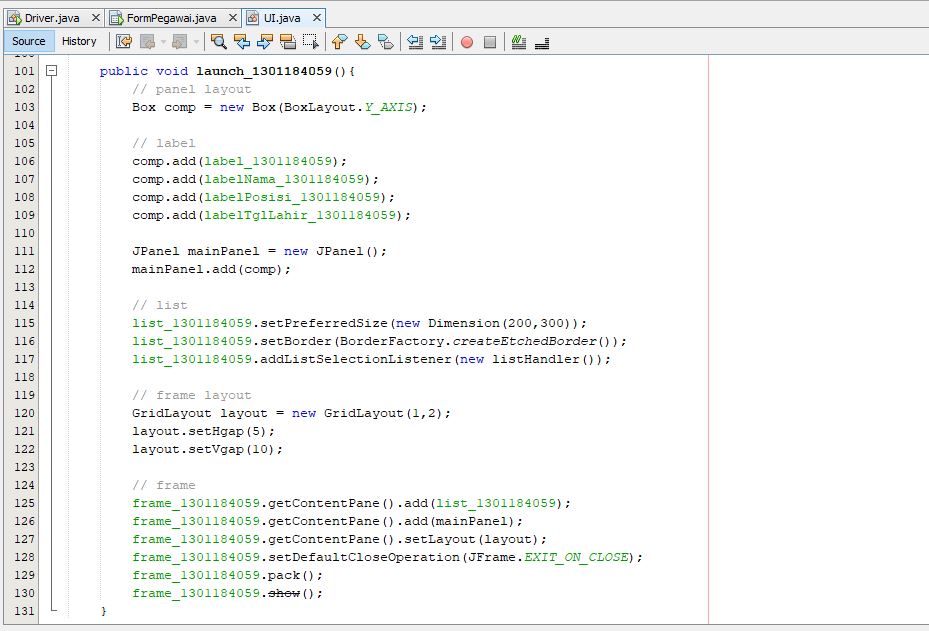 Driver.java FormPegawai.java UI.java
Source History
101 public void launch_1301184059(){
102 // panel layout
103 Box comp = new Box(BoxLayout.Y_AXIS);
104
105 // label
106 comp.add(label_1301184059);
107 comp.add(labelNama_1301184059);
108 comp.add(labelPosisi_1301184059);
109 comp.add(labelTglLahir_1301184059);
110
111 JPanel mainPanel = new JPanel();
112 mainPanel.add(comp);
113
114 // list
115 list_1301184059.setPreferredSize(new Dimension(200,300));
116 list_1301184059.setBorder(BorderFactory.createEtchedBorder());
117 list_1301184059.addListSelectionListener(new listHandler());
118
119 // frame layout
120 GridLayout layout = new GridLayout(1,2);
121 layout.setHgap(5);
122 layout.setVgap(10);
123
124 // frame
125 frame_1301184059.getContentPane().add(list_1301184059);
126 frame_1301184059.getContentPane().add(mainPanel);
127 frame_1301184059.getContentPane().setLayout(layout);
128 frame_1301184059.setDefaultCloseOperation(JFrame.EXIT_ON_CLOSE);
129 frame_1301184059.pack();
130 frame_1301184059.show();
131 }